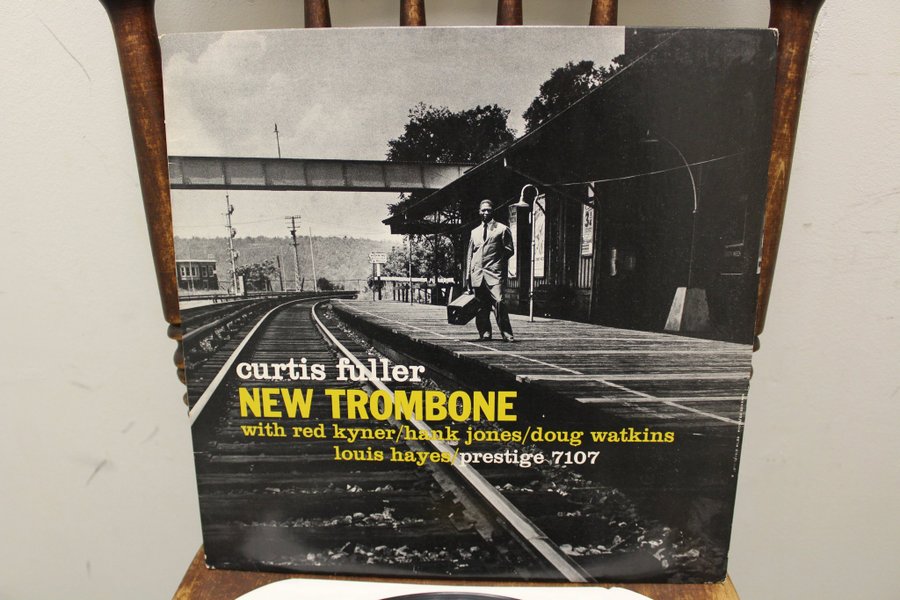 curtis fuller
NEW TROMBONE
with red kyner/hank jones/doug watkins
louis hayes/prestige 7107